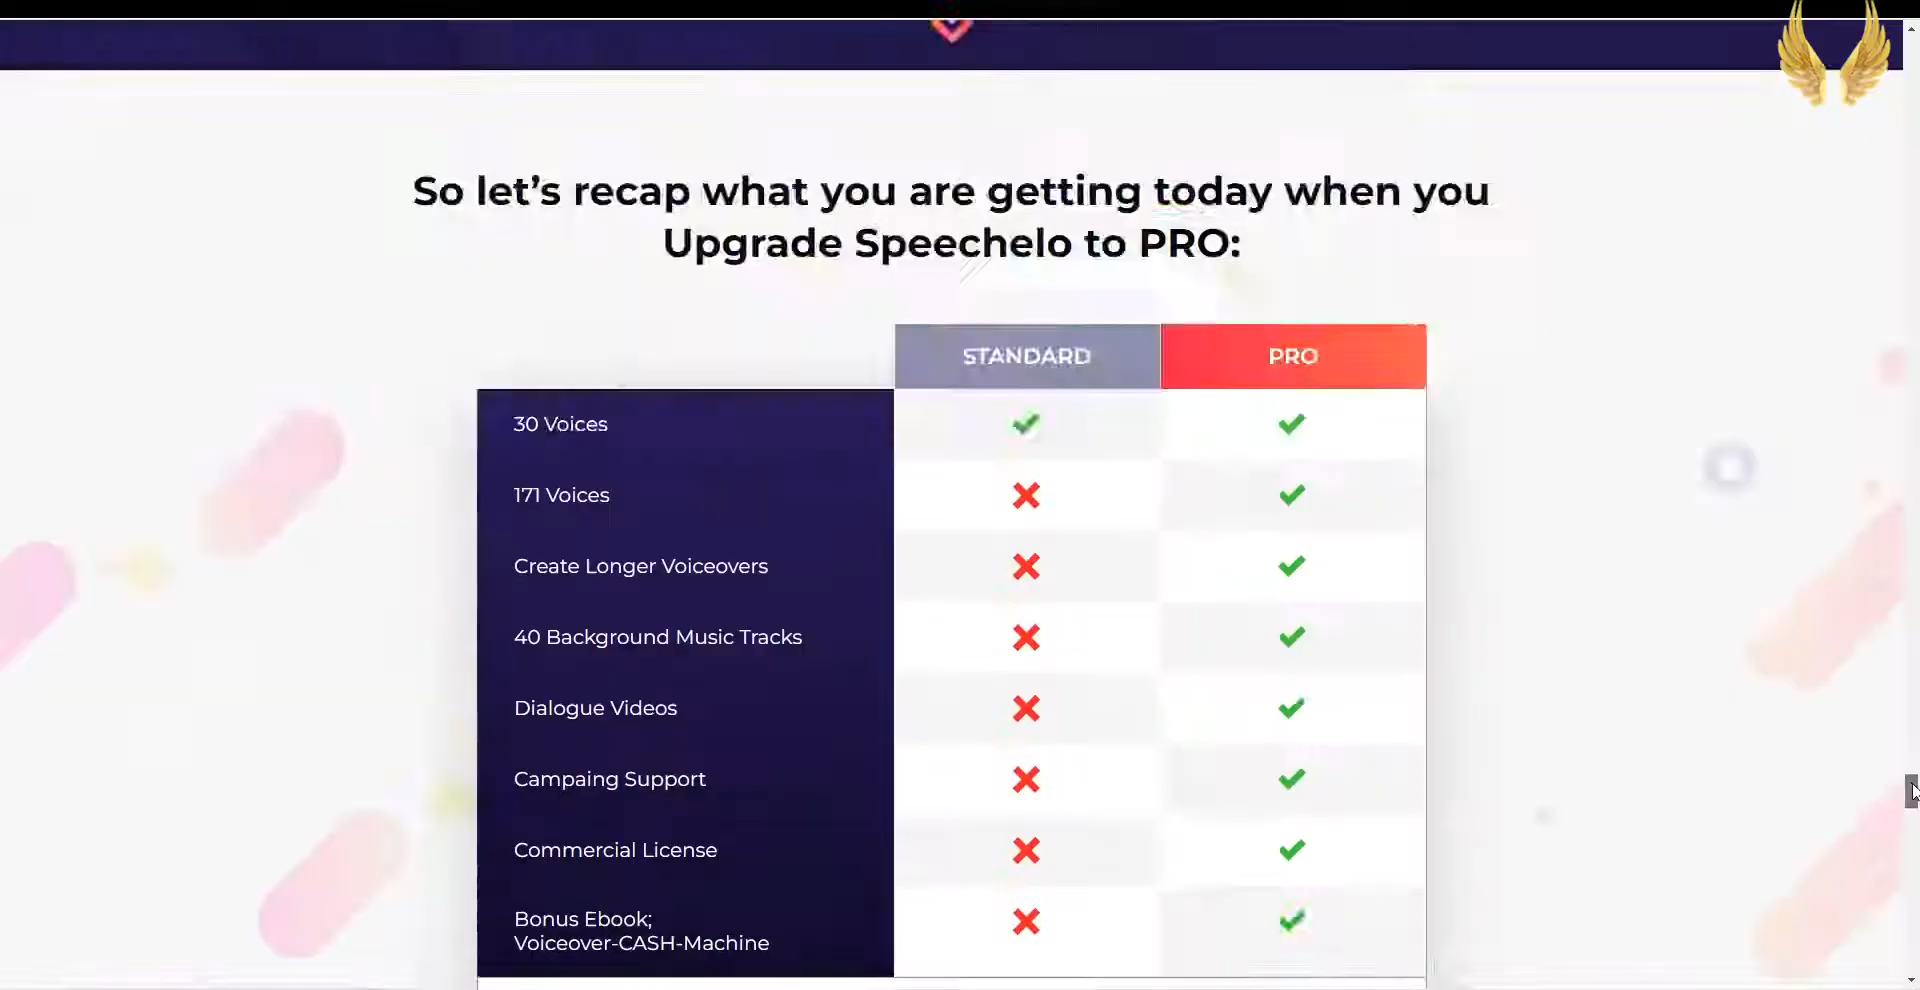 So let’s recap what you are getting today when you
Upgrade Speechelo to PRO:
STANDARD PRO
30 Voices
171 Voices
Create Longer Voiceovers
40 Background Music Tracks
Dialogue Videos
Campaing Support
Commercial License
Bonus Ebook;
Voiceover-CASH-Machine